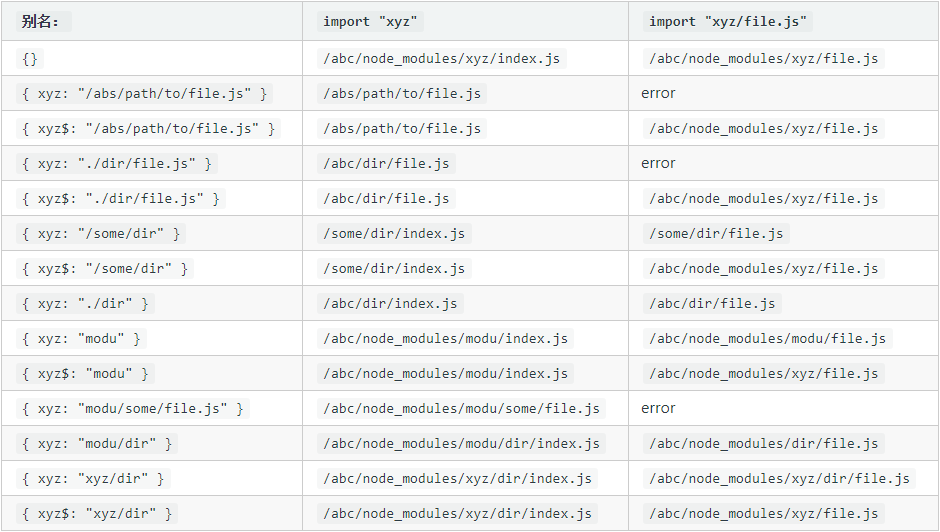 别名： import "xyz" import "xyz/file.js"
{} /abc/node_modules/xyz/index.js /abc/node_modules/xyz/file.js
{ xyz: "/abs/path/to/file.js" } /abs/path/to/file.js error
{ xyz$: "/abs/path/to/file.js" } /abs/path/to/file.js /abc/node_modules/xyz/file.js
{ xyz: "./dir/file.js" } /abc/dir/file.js error
{ xyz$: "./dir/file.js" } /abc/dir/file.js /abc/node_modules/xyz/file.js
{ xyz: "/some/dir" } /some/dir/index.js /some/dir/file.js
{ xyz$: "/some/dir" } /some/dir/index.js /abc/node_modules/xyz/file.js
{ xyz: "./dir" } /abc/dir/index.js /abc/dir/file.js
{ xyz: "modu" } /abc/node_modules/modu/index.js /abc/node_modules/modu/file.js
{ xyz$: "modu" } /abc/node_modules/modu/index.js /abc/node_modules/xyz/file.js
{ xyz: "modu/some/file.js" } /abc/node_modules/modu/some/file.js error
{ xyz: "modu/dir" } /abc/node_modules/modu/dir/index.js /abc/node_modules/dir/file.js
{ xyz: "xyz/dir" } /abc/node_modules/xyz/dir/index.js /abc/node_modules/xyz/dir/file.js
{ xyz$: "xyz/dir" } /abc/node_modules/xyz/dir/index.js /abc/node_modules/xyz/file.js